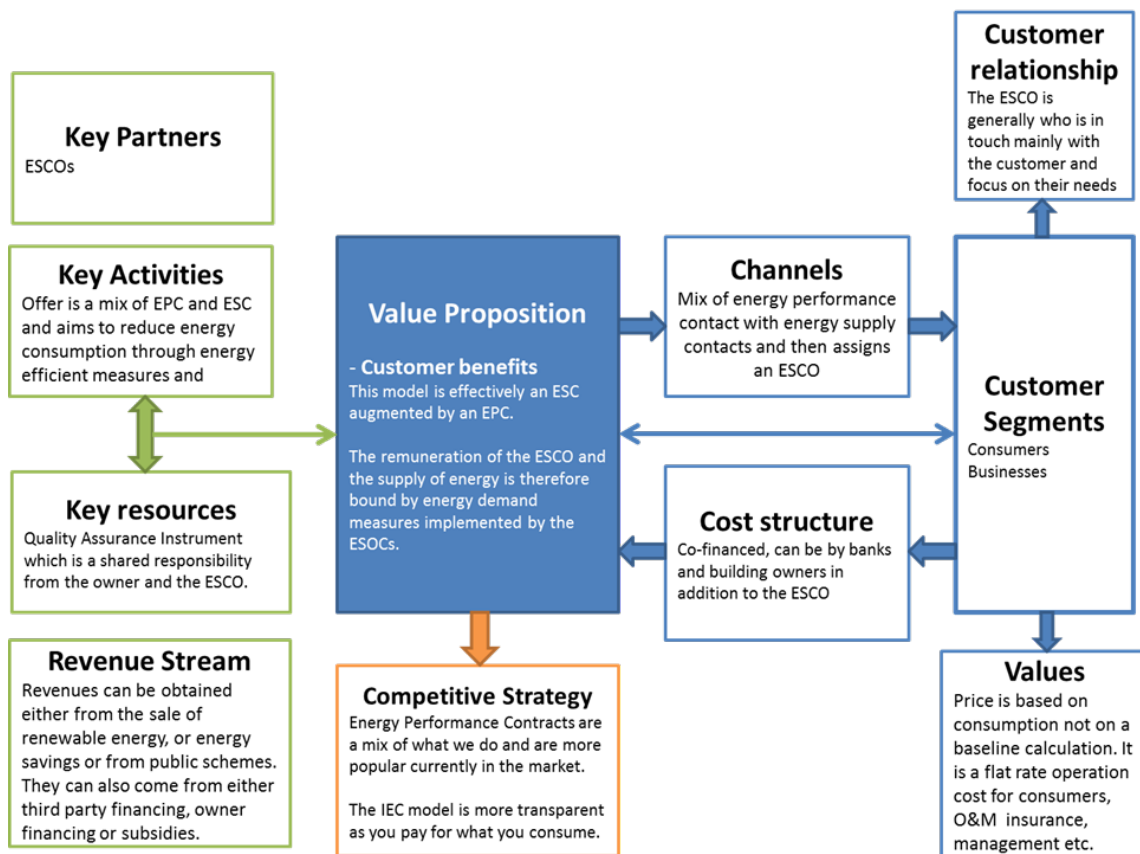 Key Partners
ESCOs
Key Activities
Offer is a mix of EPC and ESC
and aims to reduce energy
consumption through energy
efficient measures and
Key resources
Quality Assurance Instrument
which is a shared responsibility
from the owner and the ESCO.
Revenue Stream
Revenues can be obtained
either from the sale of
renewable energy, or energy
savings or from public schemes.
They can also come from either
third party financing, owner
financing or subsidies.
Value Proposition
- Customer benefits
This model is effectively an ESC
augmented by an EPC.
The remuneration of the ESCO and
the supply of energy is therefore
bound by energy demand
measures implemented by the
ESOCs.
Competitive Strategy
Energy Performance Contracts are
a mix of what we do and are more
popular currently in the market.
The IEC model is more transparent
as you pay for what you consume.
Channels
Mix of energy performance
contact with energy supply
contacts and then assigns
an ESCO
Cost structure
Co-financed, can be by banks
and building owners in
addition to the ESCO
Customer
relationship
The ESCO is
generally who is in
touch mainly with
the customer and
focus on their needs
Customer
Segments
Consumers
Businesses
Values
Price is based on
consumption not on a
baseline calculation. It
is a flat rate operation
cost for consumers,
O&M insurance,
management etc.